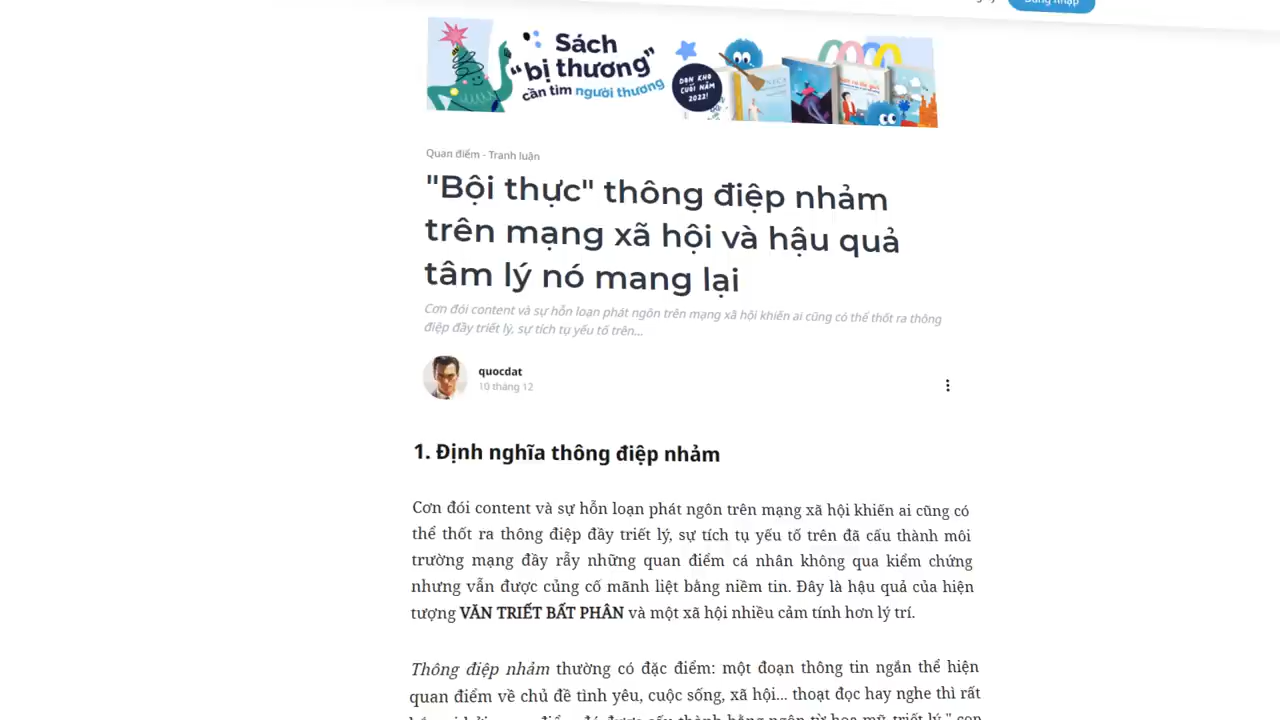 Đăng nhập
Sách
"bị thương"
cần tìm người thương
DỌN KHO
CUỐI NĂM
2022!
Quan điểm - Tranh luận
"Bội thực" thông điệp nhảm
trên mạng xã hội và hậu quả
tâm lý nó mang lại
Cơn đói content và sự hỗn loạn phát ngôn trên mạng xã hội khiến ai cũng có thể thốt ra thông
điệp đầy triết lý, sự tích tụ yếu tố trên...
quocdat
10 tháng 12
1. Định nghĩa thông điệp nhảm
Cơn đói content và sự hỗn loạn phát ngôn trên mạng xã hội khiến ai cũng có
thể thốt ra thông điệp đầy triết lý, sự tích tụ yếu tố trên đã cấu thành môi
trường mạng đầy rẫy những quan điểm cá nhân không qua kiểm chứng
nhưng vẫn được củng cố mãnh liệt bằng niềm tin. Đây là hậu quả của hiện
tượng VĂN TRIẾT BẤT PHÂN và một xã hội nhiều cảm tính hơn lý trí.
Thông điệp nhảm thường có đặc điểm: một đoạn thông tin ngắn thể hiện
quan điểm về chủ đề tình yêu, cuộc sống, xã hội... thoạt đọc hay nghe thì rất